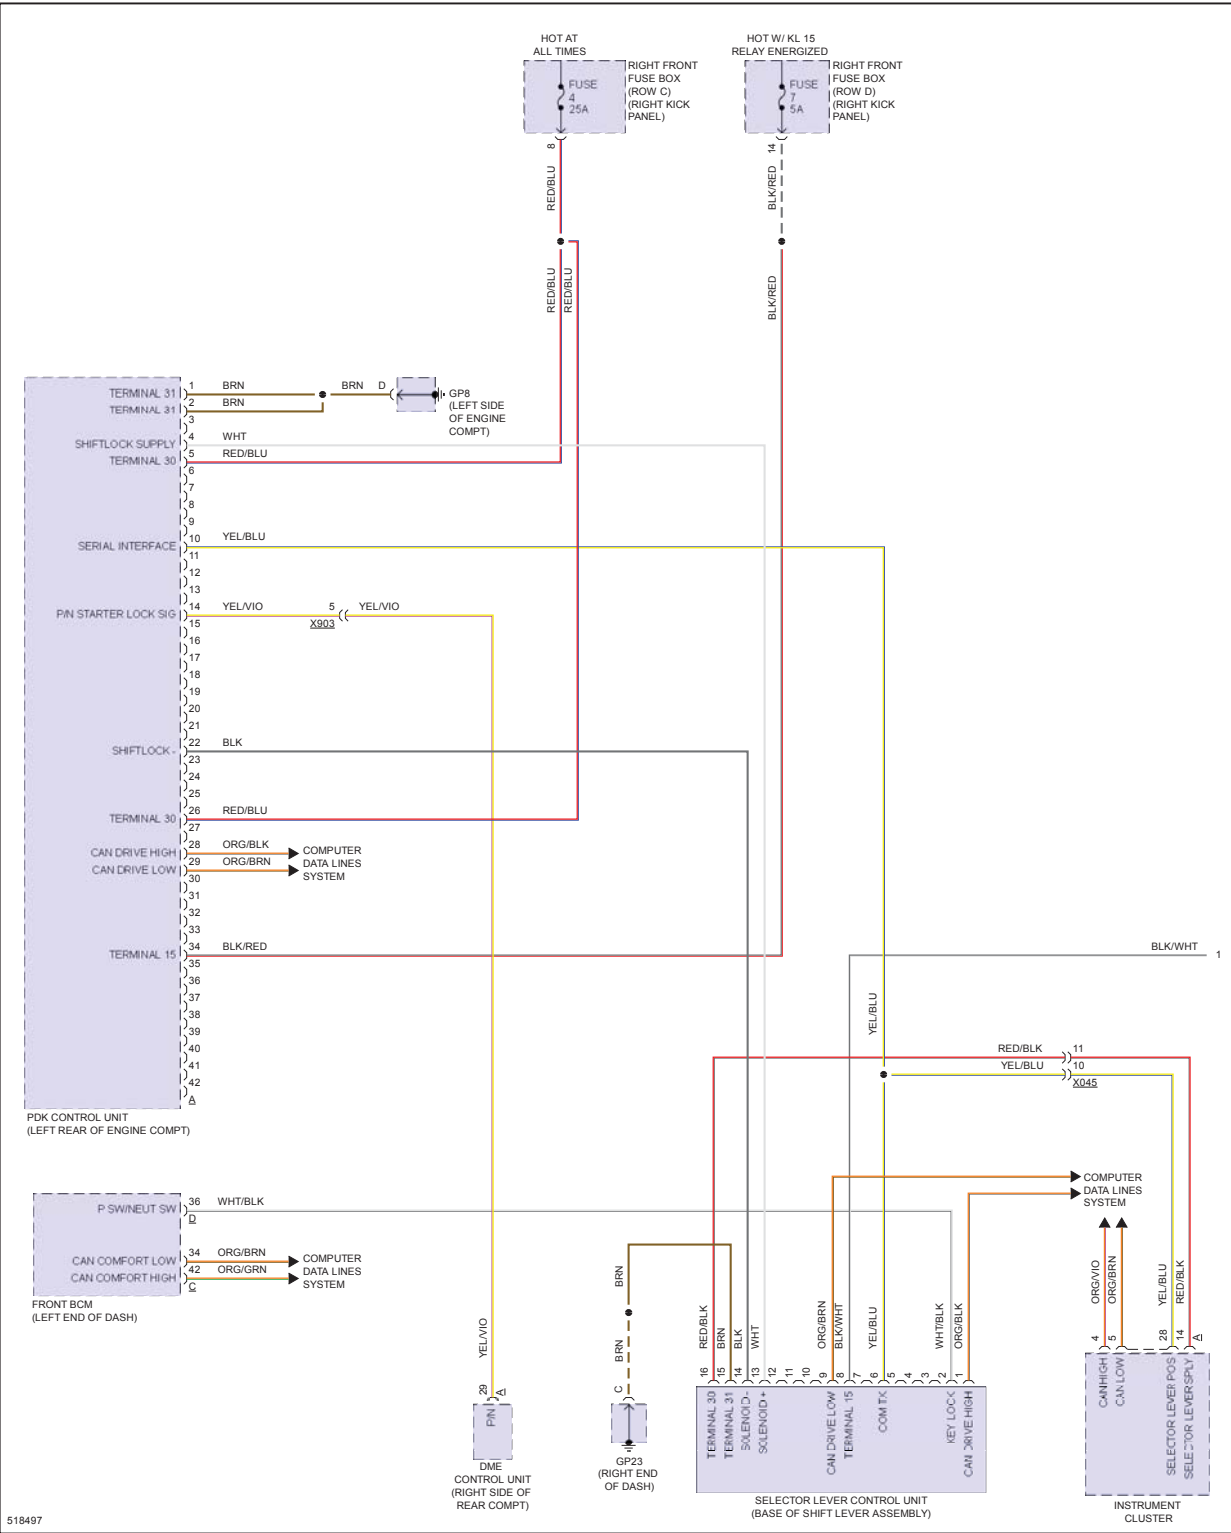 HOT AT
ALL TIMES
HOT W/ KL 15
RELAY ENERGIZED
FUSE
4
25A
RIGHT FRONT
FUSE BOX
(ROW C)
(RIGHT KICK
PANEL)
FUSE
7
5A
RIGHT FRONT
FUSE BOX
(ROW D)
(RIGHT KICK
PANEL)
8
14
RED/BLU
BLK/RED
RED/BLU
RED/BLU
BLK/RED
TERMINAL 31 1 BRN
BRN D
GP8
(LEFT SIDE
OF ENGINE
COMPT)
TERMINAL 31 2 BRN
3
SHIFTLOCK SUPPLY 4 WHT
TERMINAL 30 5 RED/BLU
6
7
8
9
SERIAL INTERFACE 10 YEL/BLU
11
12
13
P/N STARTER LOCK SIG 14 YEL/VIO 5 YEL/VIO
X903
15
16
17
18
19
20
21
SHIFTLOCK - 22 BLK
23
24
25
TERMINAL 30 26 RED/BLU
27
CAN DRIVE HIGH 28 ORG/BLK
CAN DRIVE LOW 29 ORG/BRN
COMPUTER
DATA LINES
SYSTEM
30
31
32
33
TERMINAL 15 34 BLK/RED
BLK/WHT 1
35
36
37
38
39
40
41
42
A
PDK CONTROL UNIT
(LEFT REAR OF ENGINE COMPT)
YEL/BLU
RED/BLK 11
YEL/BLU 10
X045
P SW/NEUT SW 36 WHT/BLK
D
CAN COMFORT LOW 34 ORG/BRN
CAN COMFORT HIGH 42 ORG/GRN
C
COMPUTER
DATA LINES
SYSTEM
FRONT BCM
(LEFT END OF DASH)
COMPUTER
DATA LINES
SYSTEM
YEL/VIO
29
A
P/N
DME
CONTROL UNIT
(RIGHT SIDE OF
REAR COMPT)
BRN
BRN
C
GP23
(RIGHT END
OF DASH)
RED/BLK
BRN
BLK
WHT
ORG/BRN
BLK/WHT
YEL/BLU
WHT/BLK
ORG/BLK
16
15
14
13
12
11
10
9
8
7
6
5
4
3
2
1
TERMINAL 30
TERMINAL 31
SOLENOID-
SOLENOID+
CAN DRIVE LOW
TERMINAL 15
COM TX
KEY LOCK
CAN DRIVE HIGH
SELECTOR LEVER CONTROL UNIT
(BASE OF SHIFT LEVER ASSEMBLY)
ORG/VIO
ORG/BRN
YEL/BLU
RED/BLK
4
5
28
14
A
CAN HIGH
CAN LOW
SELECTOR LEVER POS
SELECTOR LEVER SPLY
INSTRUMENT
CLUSTER
518497